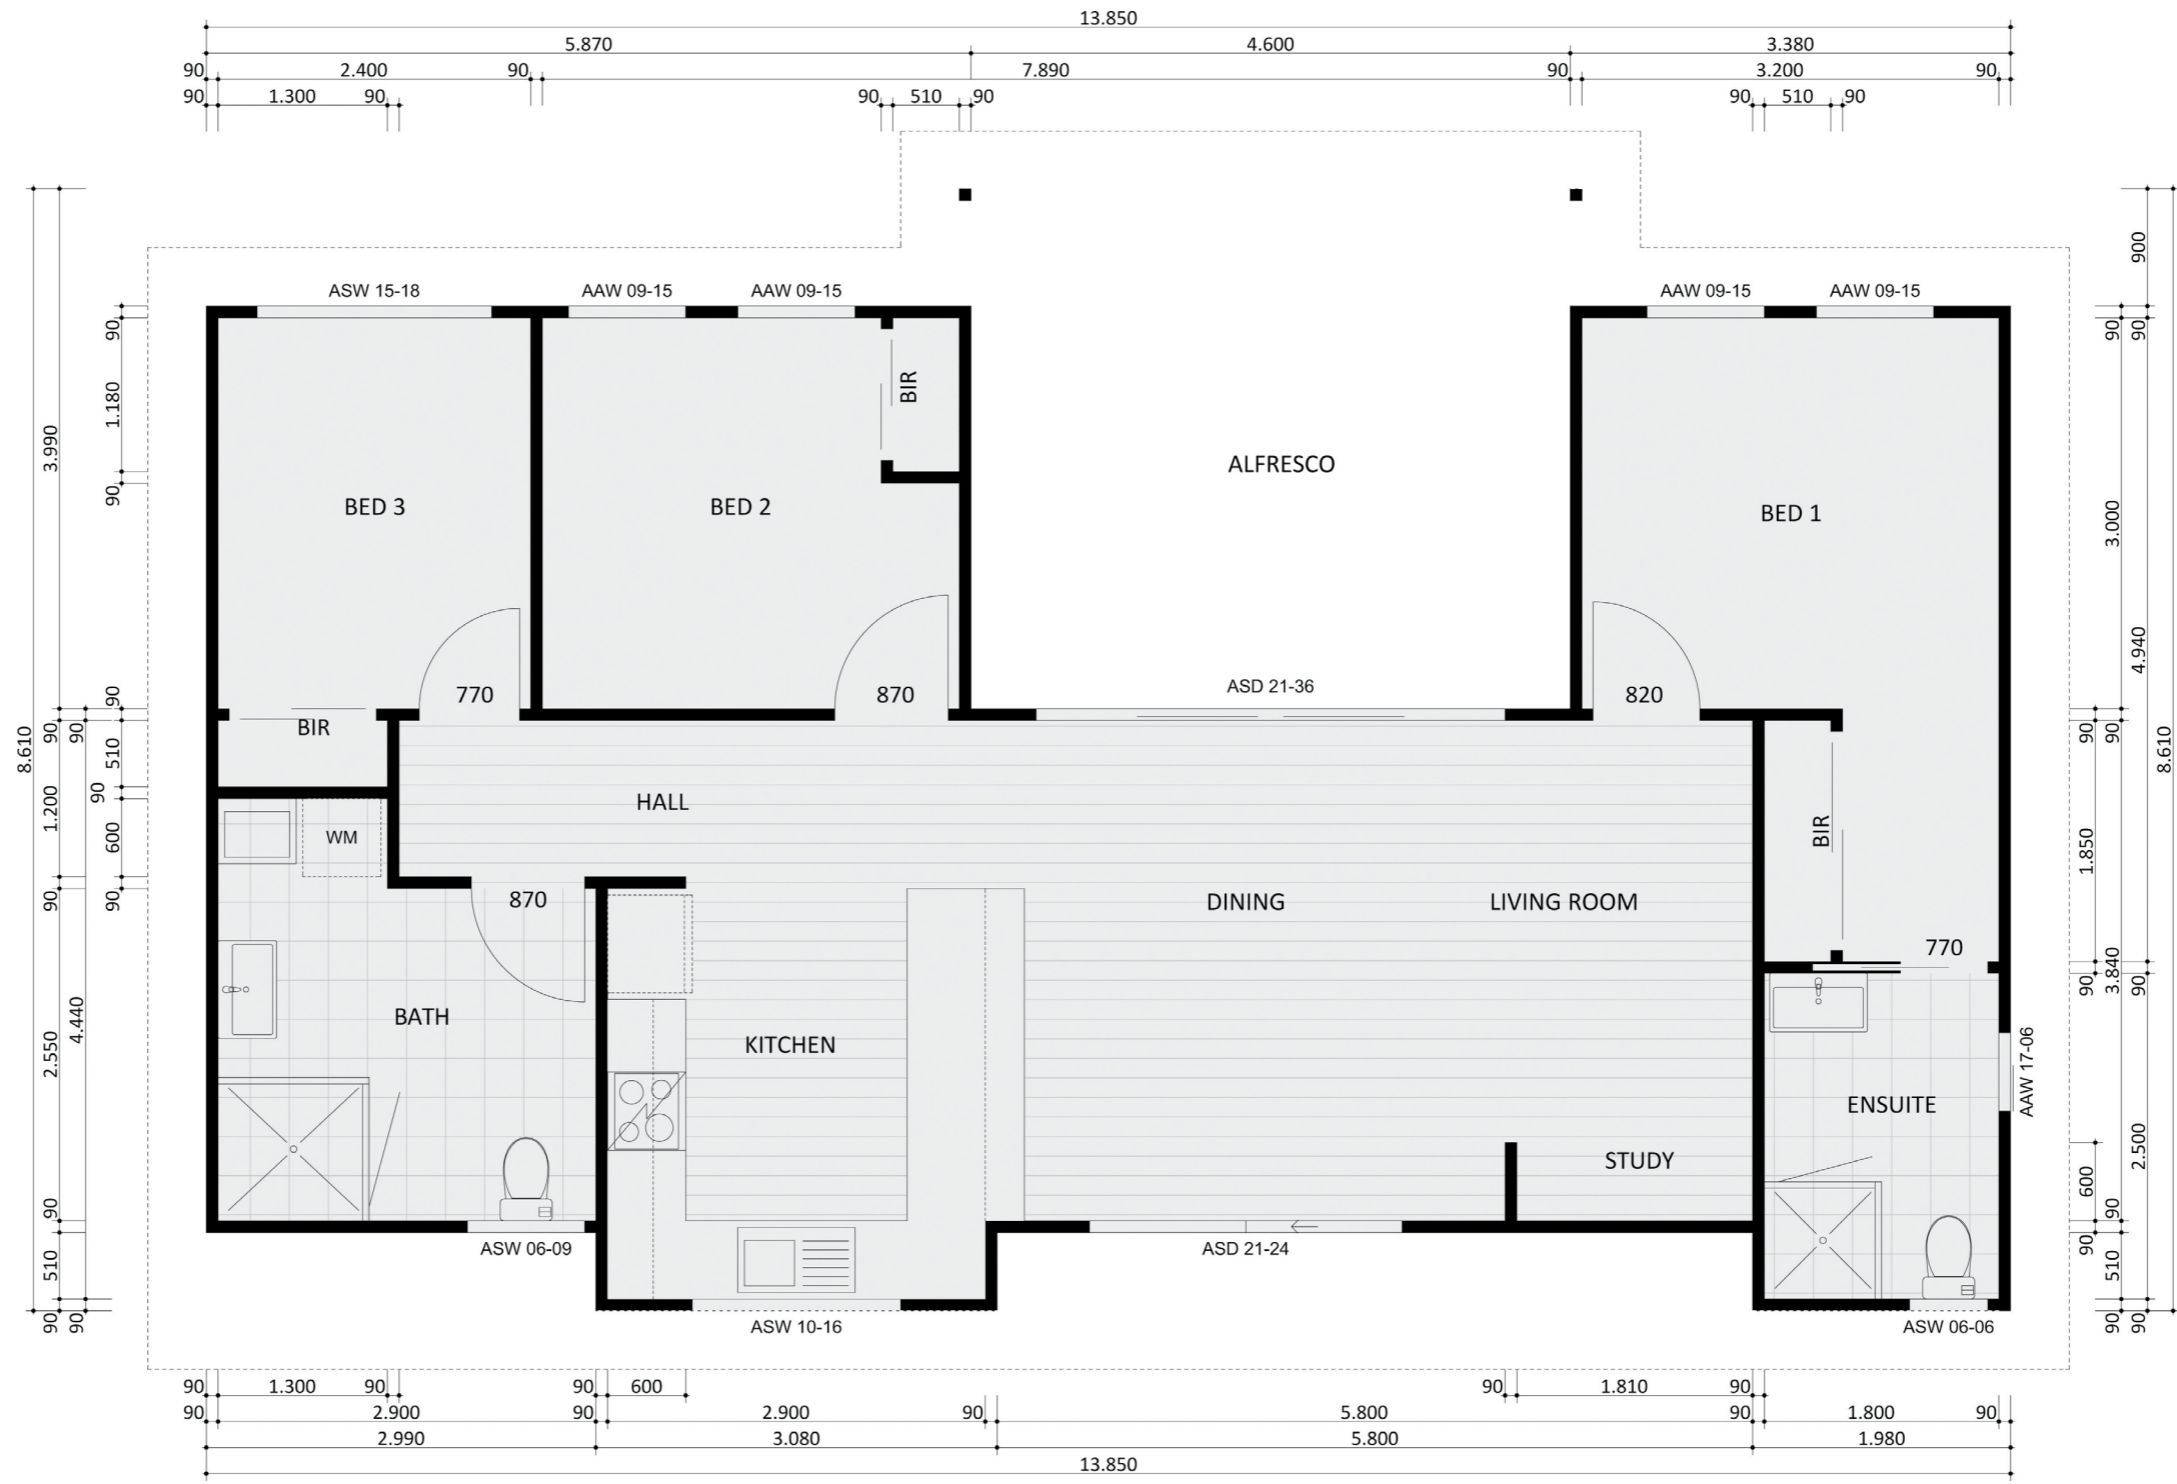 13.850
5.870 4.600 3.380
90 2.400 90 7.890 90 3.200 90
90 1.300 90 90 510 90 90 510 90
ASW 15-18 AAW 09-15 AAW 09-15 AAW 09-15 AAW 09-15
BIR
ALFRESCO
BED 3 BED 2 BED 1
ASD 21-36
770 870 820
BIR
HALL
WM
BIR
870 DINING LIVING ROOM
770
BATH
KITCHEN
ENSUITE
AAW 17-06
STUDY
ASW 06-09 ASD 21-24
ASW 10-16 ASW 06-06
8.610
3.990
90
1.200
90
2.550
90
510
90
90
4.440
90
90
1.180
90
90
510
90
600
90
900
90
90
3.000
4.940
90
90
1.850
90
3.840
90
2.500
600
90
90
510
90
90
8.610
90 1.300 90 90 600 90 1.810 90
90 2.900 90 2.900 90 5.800 90 1.800 90
2.990 3.080 5.800 1.980
13.850